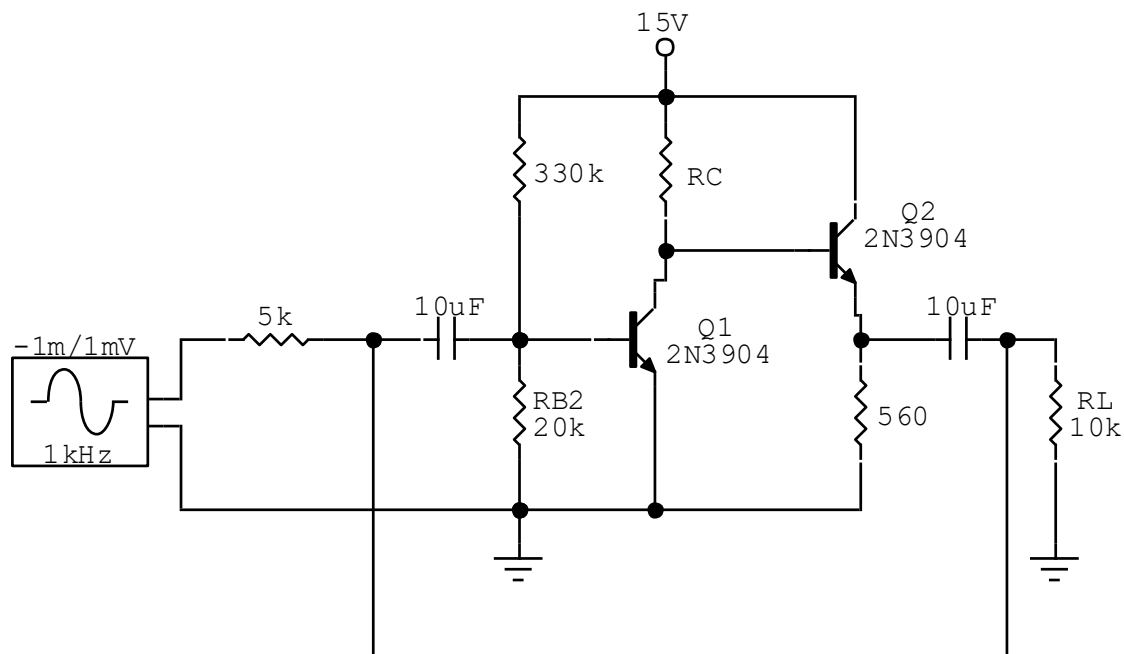 15V
330k
RC
Q2
2N3904
5k
10uF
Q1
2N3904
10uF
-1m/1mV
1kHz
RB2
20k
560
RL
10k